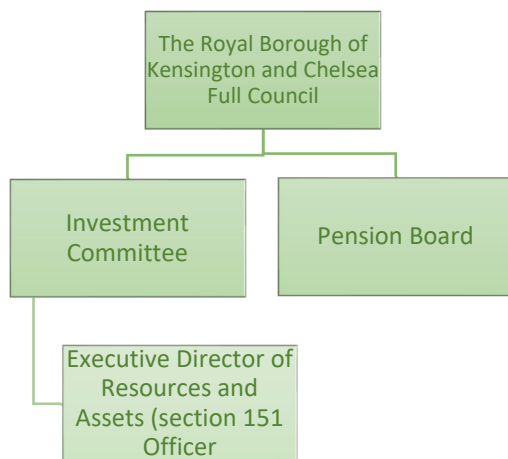 The Royal Borough of
Kensington and Chelsea
Full Council
Investment
Committee
Pension Board
Executive Director of
Resources and
Assets (section 151
Officer